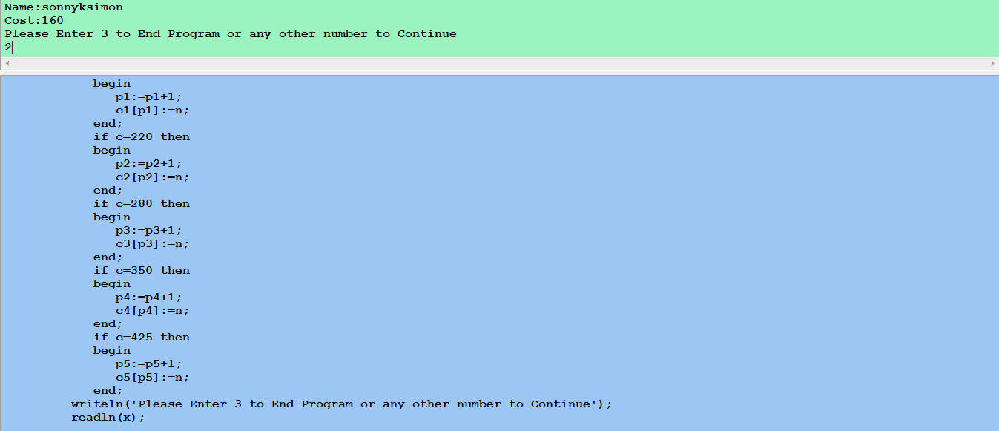 Name:sonnyksimon
Cost:160
Please Enter 3 to End Program or any other number to Continue
2
begin
p1:=p1+1;
c1[p1]:=n;
end;
if c=220 then
begin
p2:=p2+1;
c2[p2]:=n;
end;
if c=280 then
begin
p3:=p3+1;
c3[p3]:=n;
end;
if c=350 then
begin
p4:=p4+1;
c4[p4]:=n;
end;
if c=425 then
begin
p5:=p5+1;
c5[p5]:=n;
end;
writeln('Please Enter 3 to End Program or any other number to Continue');
readln(x);